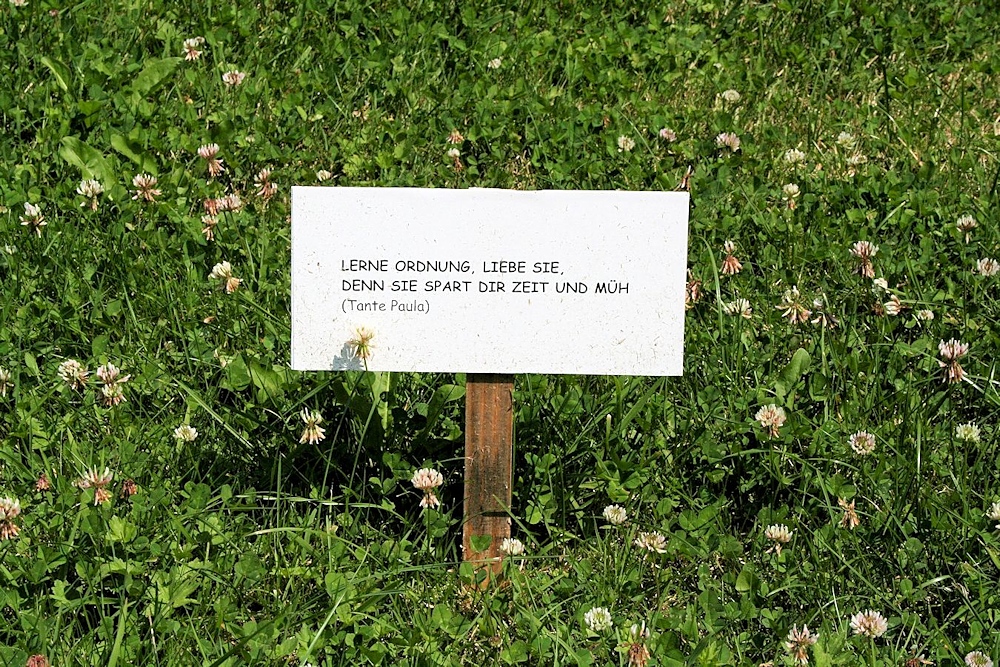 LERNE ORDNUNG, LIEBE SIE,
DENN SIE SPART DIR ZEIT UND MÜH
(Tante Paula)